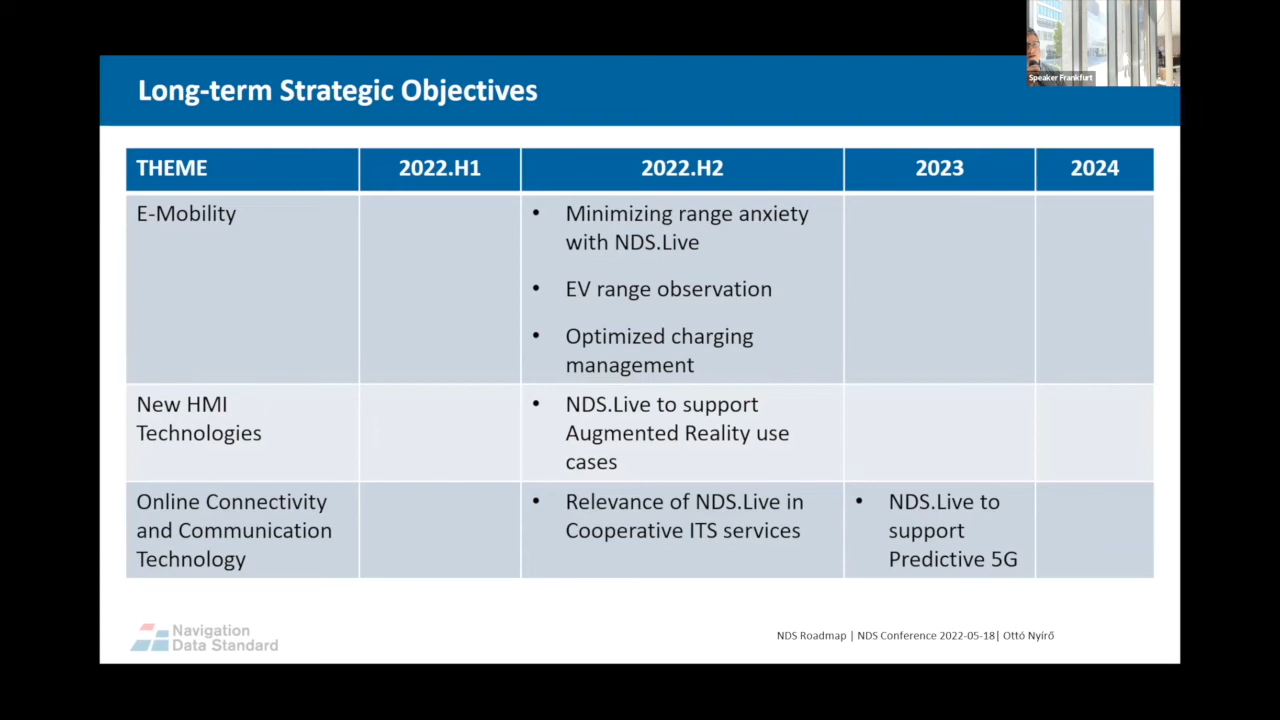 Speaker Frankfurt
Long-term Strategic Objectives
THEME
2022.H1
2022.H2
2023
2024
E-Mobility
• Minimizing range anxiety
with NDS.Live
• EV range observation
• Optimized charging
management
New HMI
Technologies
• NDS.Live to support
Augmented Reality use
cases
Online Connectivity
and Communication
Technology
• Relevance of NDS.Live in
Cooperative ITS services
• NDS.Live to
support
Predictive 5G
Navigation
Data Standard
NDS Roadmap | NDS Conference 2022-05-18| Ottó Nyírő